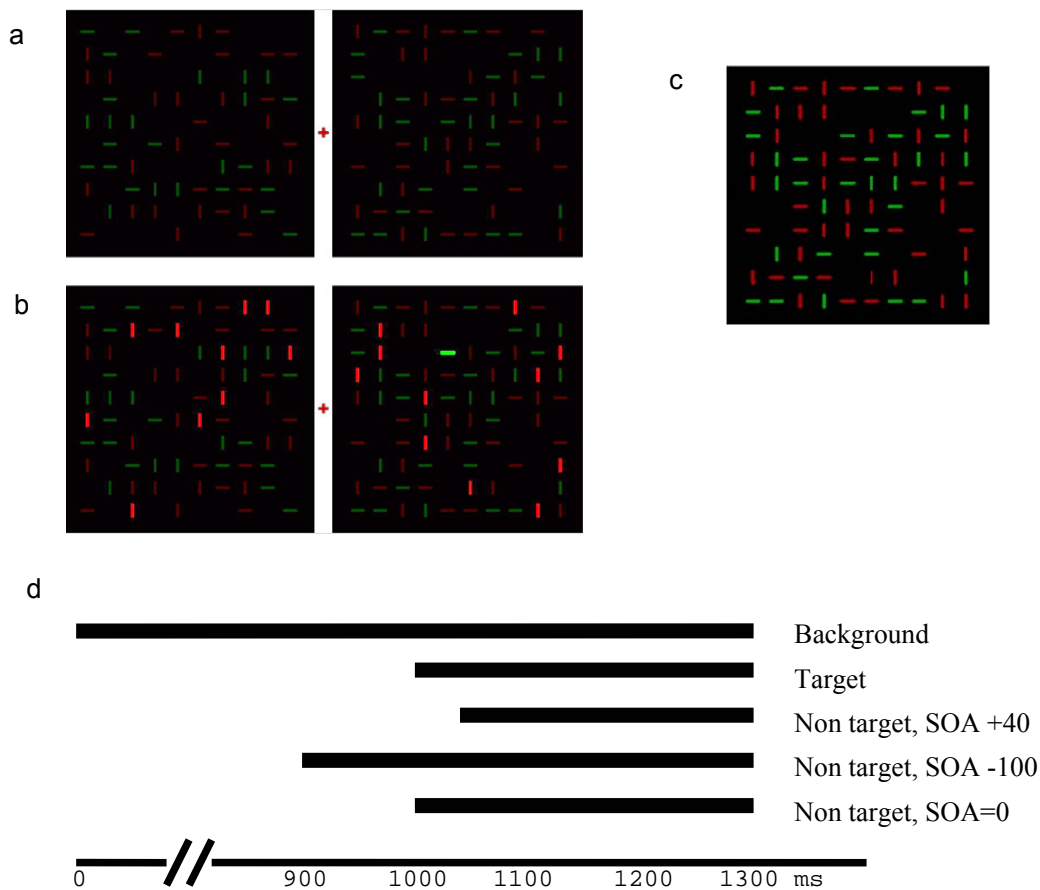 a
c
b
d
Background
Target
Non target, SOA +40
Non target, SOA -100
Non target, SOA=0
0 900 1000 1100 1200 1300 ms